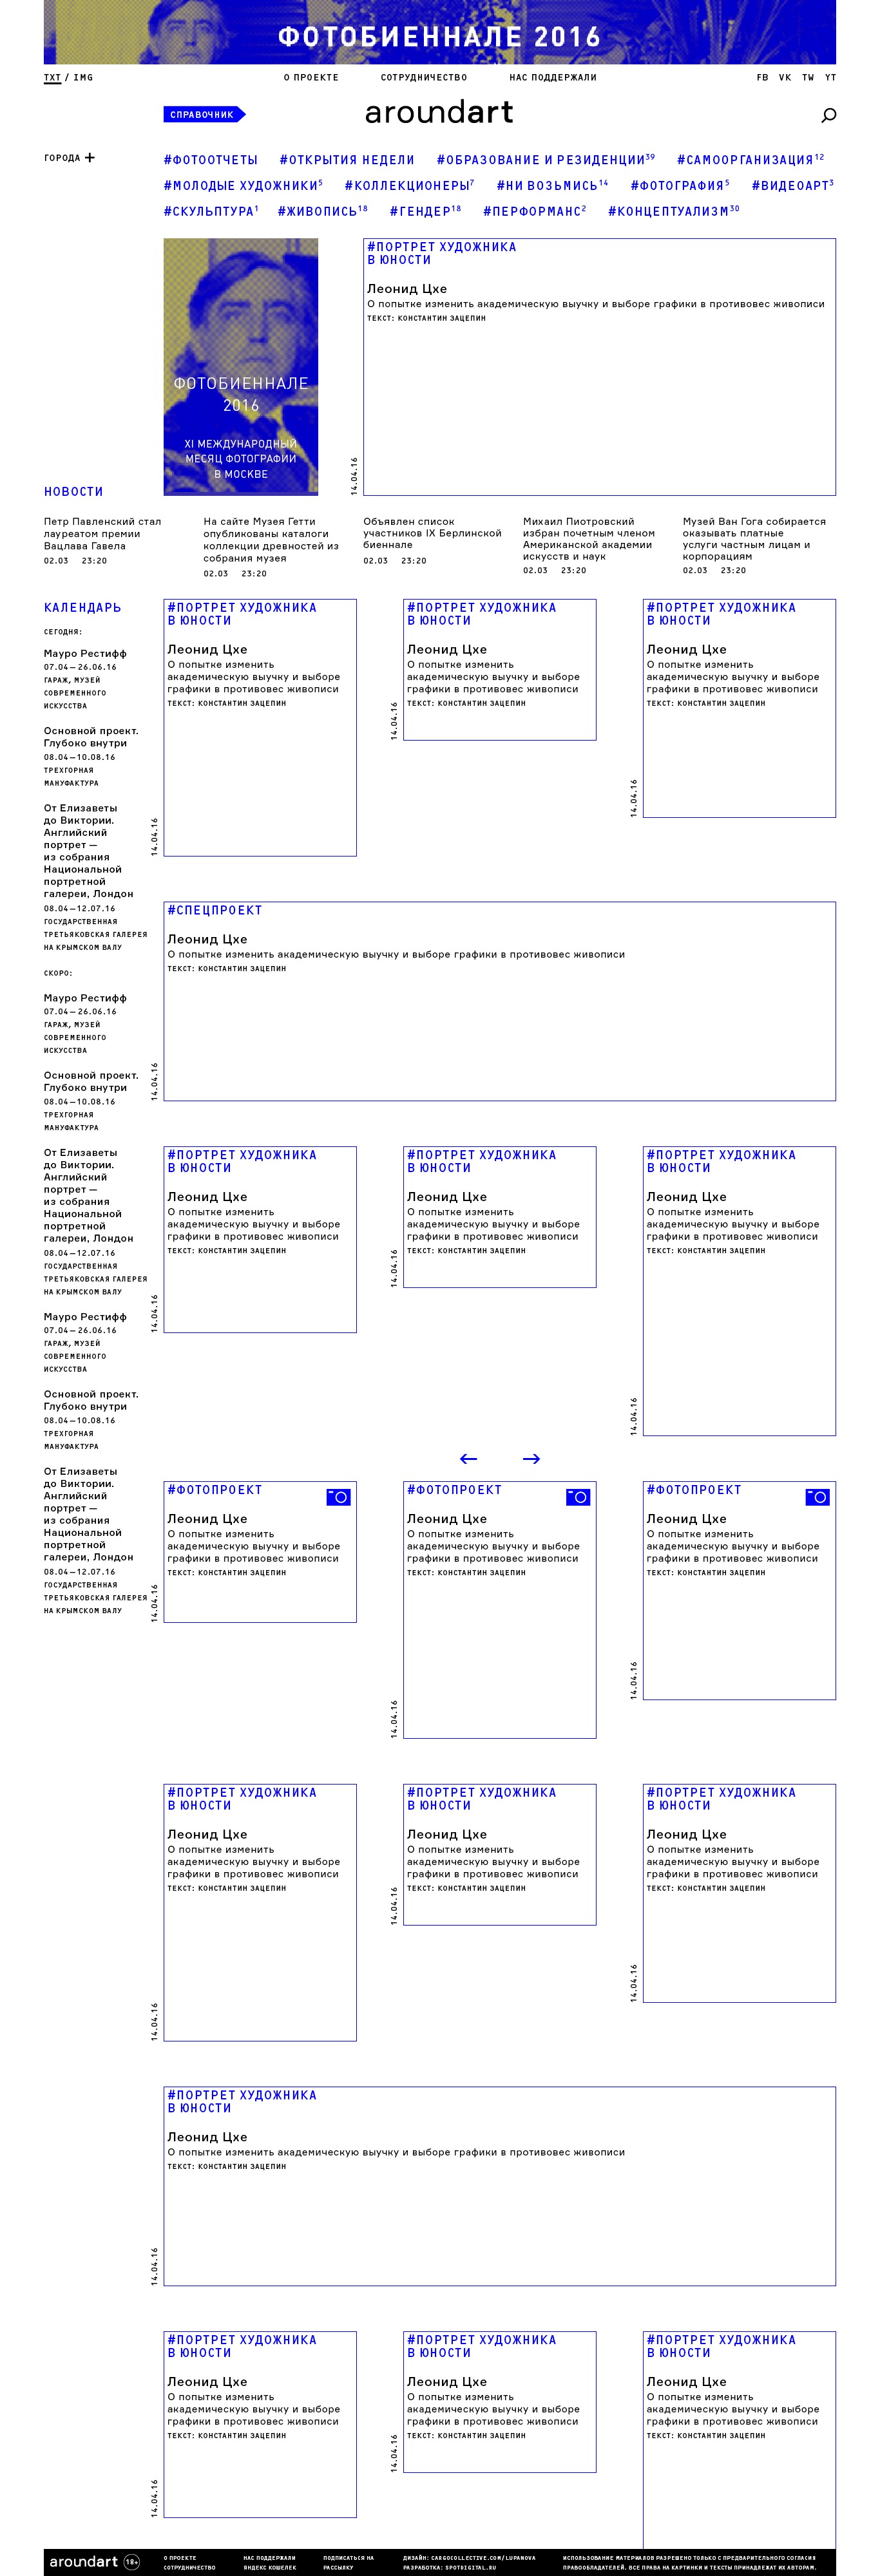 ФОТОБИЕННАЛЕ 2016
TXT / IMG
О ПРОЕКТЕ
СОТРУДНИЧЕСТВО
НАС ПОДДЕРЖАЛИ
FB VK TW YT
СПРАВОЧНИК
aroundart
ГОРОДА +
#ФОТООТЧЕТЫ #ОТКРЫТИЯ НЕДЕЛИ #ОБРАЗОВАНИЕ И РЕЗИДЕНЦИИ39 #САМООРГАНИЗАЦИЯ12
#МОЛОДЫЕ ХУДОЖНИКИ5 #КОЛЛЕКЦИОНЕРЫ7 #НИ ВОЗЬМИСЬ14 #ФОТОГРАФИЯ5 #ВИДЕОАРТ3
#СКУЛЬПТУРА1 #ЖИВОПИСЬ18 #ГЕНДЕР18 #ПЕРФОРМАНС2 #КОНЦЕПТУАЛИЗМ30
ФОТОБИЕННАЛЕ
2016
XI МЕЖДУНАРОДНЫЙ
МЕСЯЦ ФОТОГРАФИИ
В МОСКВЕ
#ПОРТРЕТ ХУДОЖНИКА
В ЮНОСТИ
Леонид Цхе
О попытке изменить академическую выучку и выборе графики в противовес живописи
ТЕКСТ: КОНСТАНТИН ЗАЦЕПИН
14.04.16
НОВОСТИ
Петр Павленский стал
лауреатом премии
Вацлава Гавела
02.03 23:20
На сайте Музея Гетти
опубликованы каталоги
коллекции древностей из
собрания музея
02.03 23:20
Объявлен список
участников IX Берлинской
биеннале
02.03 23:20
Михаил Пиотровский
избран почетным членом
Американской академии
искусств и наук
02.03 23:20
Музей Ван Гога собирается
оказывать платные
услуги частным лицам и
корпорациям
02.03 23:20
КАЛЕНДАРЬ
СЕГОДНЯ:
Мауро Рестифф
07.04 — 26.06.16
ГАРАЖ, МУЗЕЙ
СОВРЕМЕННОГО
ИСКУССТВА
Основной проект.
Глубоко внутри
08.04 — 10.08.16
ТРЕХГОРНАЯ
МАНУФАКТУРА
От Елизаветы
до Виктории.
Английский
портрет —
из собрания
Национальной
портретной
галереи, Лондон
08.04 — 12.07.16
ГОСУДАРСТВЕННАЯ
ТРЕТЬЯКОВСКАЯ ГАЛЕРЕЯ
НА КРЫМСКОМ ВАЛУ
СКОРО:
Мауро Рестифф
07.04 — 26.06.16
ГАРАЖ, МУЗЕЙ
СОВРЕМЕННОГО
ИСКУССТВА
Основной проект.
Глубоко внутри
08.04 — 10.08.16
ТРЕХГОРНАЯ
МАНУФАКТУРА
От Елизаветы
до Виктории.
Английский
портрет —
из собрания
Национальной
портретной
галереи, Лондон
08.04 — 12.07.16
ГОСУДАРСТВЕННАЯ
ТРЕТЬЯКОВСКАЯ ГАЛЕРЕЯ
НА КРЫМСКОМ ВАЛУ
Мауро Рестифф
07.04 — 26.06.16
ГАРАЖ, МУЗЕЙ
СОВРЕМЕННОГО
ИСКУССТВА
Основной проект.
Глубоко внутри
08.04 — 10.08.16
ТРЕХГОРНАЯ
МАНУФАКТУРА
От Елизаветы
до Виктории.
Английский
портрет —
из собрания
Национальной
портретной
галереи, Лондон
08.04 — 12.07.16
ГОСУДАРСТВЕННАЯ
ТРЕТЬЯКОВСКАЯ ГАЛЕРЕЯ
НА КРЫМСКОМ ВАЛУ
#ПОРТРЕТ ХУДОЖНИКА
В ЮНОСТИ
Леонид Цхе
О попытке изменить
академическую выучку и выборе
графики в противовес живописи
ТЕКСТ: КОНСТАНТИН ЗАЦЕПИН
14.04.16
#ПОРТРЕТ ХУДОЖНИКА
В ЮНОСТИ
Леонид Цхе
О попытке изменить
академическую выучку и выборе
графики в противовес живописи
ТЕКСТ: КОНСТАНТИН ЗАЦЕПИН
14.04.16
#ПОРТРЕТ ХУДОЖНИКА
В ЮНОСТИ
Леонид Цхе
О попытке изменить
академическую выучку и выборе
графики в противовес живописи
ТЕКСТ: КОНСТАНТИН ЗАЦЕПИН
14.04.16
#СПЕЦПРОЕКТ
Леонид Цхе
О попытке изменить академическую выучку и выборе графики в противовес живописи
ТЕКСТ: КОНСТАНТИН ЗАЦЕПИН
14.04.16
#ПОРТРЕТ ХУДОЖНИКА
В ЮНОСТИ
Леонид Цхе
О попытке изменить
академическую выучку и выборе
графики в противовес живописи
ТЕКСТ: КОНСТАНТИН ЗАЦЕПИН
14.04.16
#ПОРТРЕТ ХУДОЖНИКА
В ЮНОСТИ
Леонид Цхе
О попытке изменить
академическую выучку и выборе
графики в противовес живописи
ТЕКСТ: КОНСТАНТИН ЗАЦЕПИН
14.04.16
#ПОРТРЕТ ХУДОЖНИКА
В ЮНОСТИ
Леонид Цхе
О попытке изменить
академическую выучку и выборе
графики в противовес живописи
ТЕКСТ: КОНСТАНТИН ЗАЦЕПИН
14.04.16
#ФОТОПРОЕКТ
Леонид Цхе
О попытке изменить
академическую выучку и выборе
графики в противовес живописи
ТЕКСТ: КОНСТАНТИН ЗАЦЕПИН
14.04.16
#ФОТОПРОЕКТ
Леонид Цхе
О попытке изменить
академическую выучку и выборе
графики в противовес живописи
ТЕКСТ: КОНСТАНТИН ЗАЦЕПИН
14.04.16
#ФОТОПРОЕКТ
Леонид Цхе
О попытке изменить
академическую выучку и выборе
графики в противовес живописи
ТЕКСТ: КОНСТАНТИН ЗАЦЕПИН
14.04.16
#ПОРТРЕТ ХУДОЖНИКА
В ЮНОСТИ
Леонид Цхе
О попытке изменить
академическую выучку и выборе
графики в противовес живописи
ТЕКСТ: КОНСТАНТИН ЗАЦЕПИН
14.04.16
#ПОРТРЕТ ХУДОЖНИКА
В ЮНОСТИ
Леонид Цхе
О попытке изменить
академическую выучку и выборе
графики в противовес живописи
ТЕКСТ: КОНСТАНТИН ЗАЦЕПИН
14.04.16
#ПОРТРЕТ ХУДОЖНИКА
В ЮНОСТИ
Леонид Цхе
О попытке изменить
академическую выучку и выборе
графики в противовес живописи
ТЕКСТ: КОНСТАНТИН ЗАЦЕПИН
14.04.16
#ПОРТРЕТ ХУДОЖНИКА
В ЮНОСТИ
Леонид Цхе
О попытке изменить академическую выучку и выборе графики в противовес живописи
ТЕКСТ: КОНСТАНТИН ЗАЦЕПИН
14.04.16
#ПОРТРЕТ ХУДОЖНИКА
В ЮНОСТИ
Леонид Цхе
О попытке изменить
академическую выучку и выборе
графики в противовес живописи
ТЕКСТ: КОНСТАНТИН ЗАЦЕПИН
14.04.16
#ПОРТРЕТ ХУДОЖНИКА
В ЮНОСТИ
Леонид Цхе
О попытке изменить
академическую выучку и выборе
графики в противовес живописи
ТЕКСТ: КОНСТАНТИН ЗАЦЕПИН
14.04.16
#ПОРТРЕТ ХУДОЖНИКА
В ЮНОСТИ
Леонид Цхе
О попытке изменить
академическую выучку и выборе
графики в противовес живописи
ТЕКСТ: КОНСТАНТИН ЗАЦЕПИН
aroundart 18+
О ПРОЕКТЕ
СОТРУДНИЧЕСТВО
НАС ПОДДЕРЖАЛИ
ЯНДЕКС КОШЕЛЕК
ПОДПИСАТЬСЯ НА
РАССЫЛКУ
ДИЗАЙН: CARGOCOLLECTIVE.COM/LUPANOVA
РАЗРАБОТКА: SPOTDIGITAL.RU
ИСПОЛЬЗОВАНИЕ МАТЕРИАЛОВ РАЗРЕШЕНО ТОЛЬКО С ПРЕДВАРИТЕЛЬНОГО СОГЛАСИЯ
ПРАВООБЛАДАТЕЛЕЙ. ВСЕ ПРАВА НА КАРТИНКИ И ТЕКСТЫ ПРИНАДЛЕЖАТ ИХ АВТОРАМ.